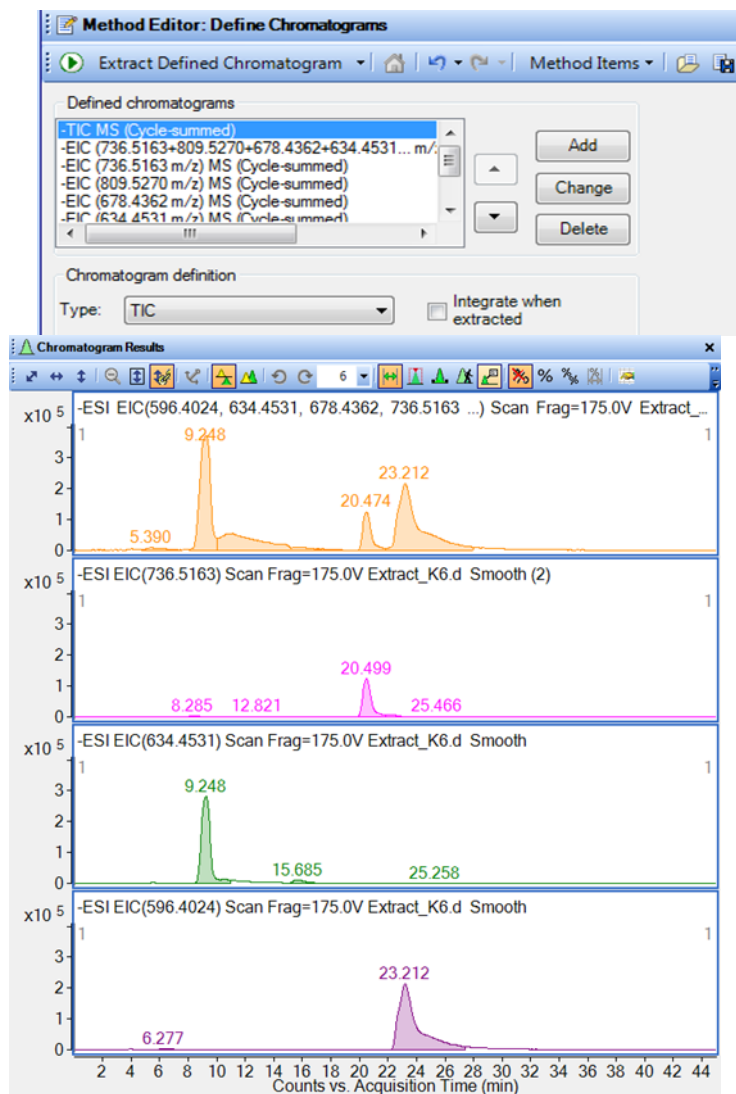 Method Editor: Define Chromatograms
Extract Defined Chromatogram Method Items
Defined chromatograms
-TIC MS (Cycle-summed)
-EIC (736.5163+809.5270+678.4362+634.4531... m/z
-EIC (736.5163 m/z) MS (Cycle-summed)
-EIC (809.5270 m/z) MS (Cycle-summed)
-EIC (678.4362 m/z) MS (Cycle-summed)
-EIC (634.4531 m/z) MS (Cycle-summed)
Add
Change
Delete
Chromatogram definition
Type: TIC
Integrate when
extracted
Chromatogram Results
6
x10 5
-ESI EIC(596.4024, 634.4531, 678.4362, 736.5163 ...) Scan Frag=175.0V Extract_...
1 1
9.248
23.212
20.474
5.390
3
2
1
0
x10 5
-ESI EIC(736.5163) Scan Frag=175.0V Extract_K6.d Smooth (2)
1 1
20.499
8.285 12.821 25.466
3
2
1
0
x10 5
-ESI EIC(634.4531) Scan Frag=175.0V Extract_K6.d Smooth
1 1
9.248
15.685 25.258
3
2
1
0
x10 5
-ESI EIC(596.4024) Scan Frag=175.0V Extract_K6.d Smooth
1 1
23.212
6.277
3
2
1
0
2 4 6 8 10 12 14 16 18 20 22 24 26 28 30 32 34 36 38 40 42 44
Counts vs. Acquisition Time (min)